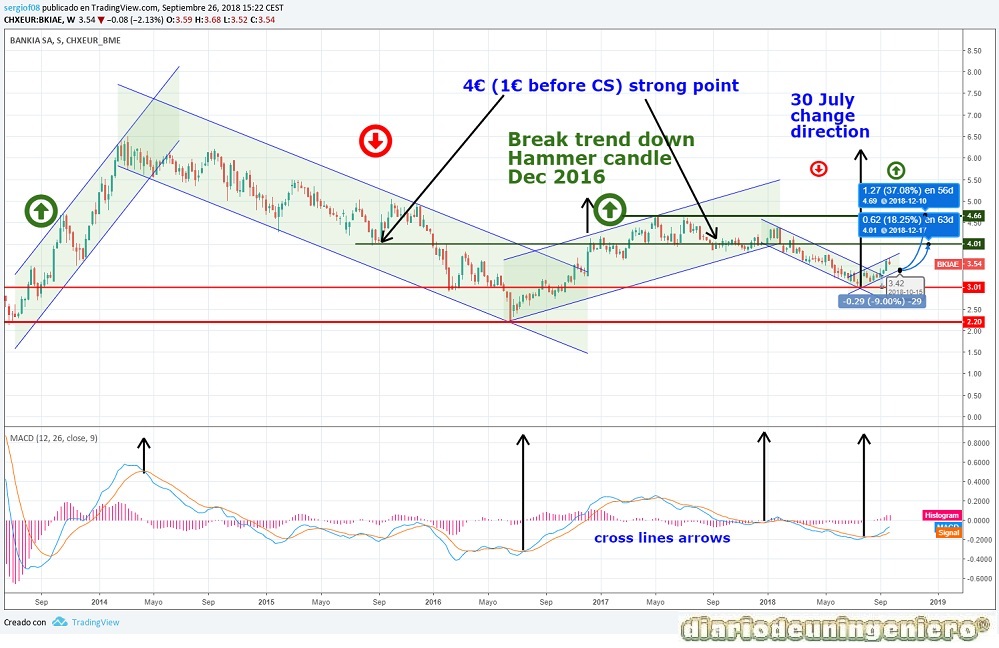 sergiof08 publicado en TradingView.com, Septiembre 26, 2018 15:22 CEST
CHXEUR:BKIAE, W 3.54 ▼ −0.08 (−2.13%) O:3.59 H:3.68 L:3.52 C:3.54
BANKIA SA, S, CHXEUR_BME
4€ (1€ before CS) strong point
30 July
change
direction
Break trend down
Hammer candle
Dec 2016
1.27 (37.08%) en 56d
4.69 @ 2018-12-10
0.62 (18.25%) en 63d
4.01 @ 2018-12-17
3.42
2018-10-15
-0.29 (-9.00%) -29
8.50
8.00
7.50
7.00
6.50
6.00
5.50
5.00
4.66
4.50
4.01
BKIAE
3.54
3.01
2.50
2.20
2.00
1.50
1.00
0.50
0.00
MACD (12, 26, close, 9)
cross lines arrows
0.8000
0.6000
0.4000
0.2000
0.0000
-0.2000
-0.4000
-0.6000
Histogram
MACD
Signal
Sep
2014
Mayo
Sep
2015
Mayo
Sep
2016
Mayo
Sep
2017
Mayo
Sep
2018
Mayo
Sep
2019
Creado con TradingView
diariodeuningeniero®